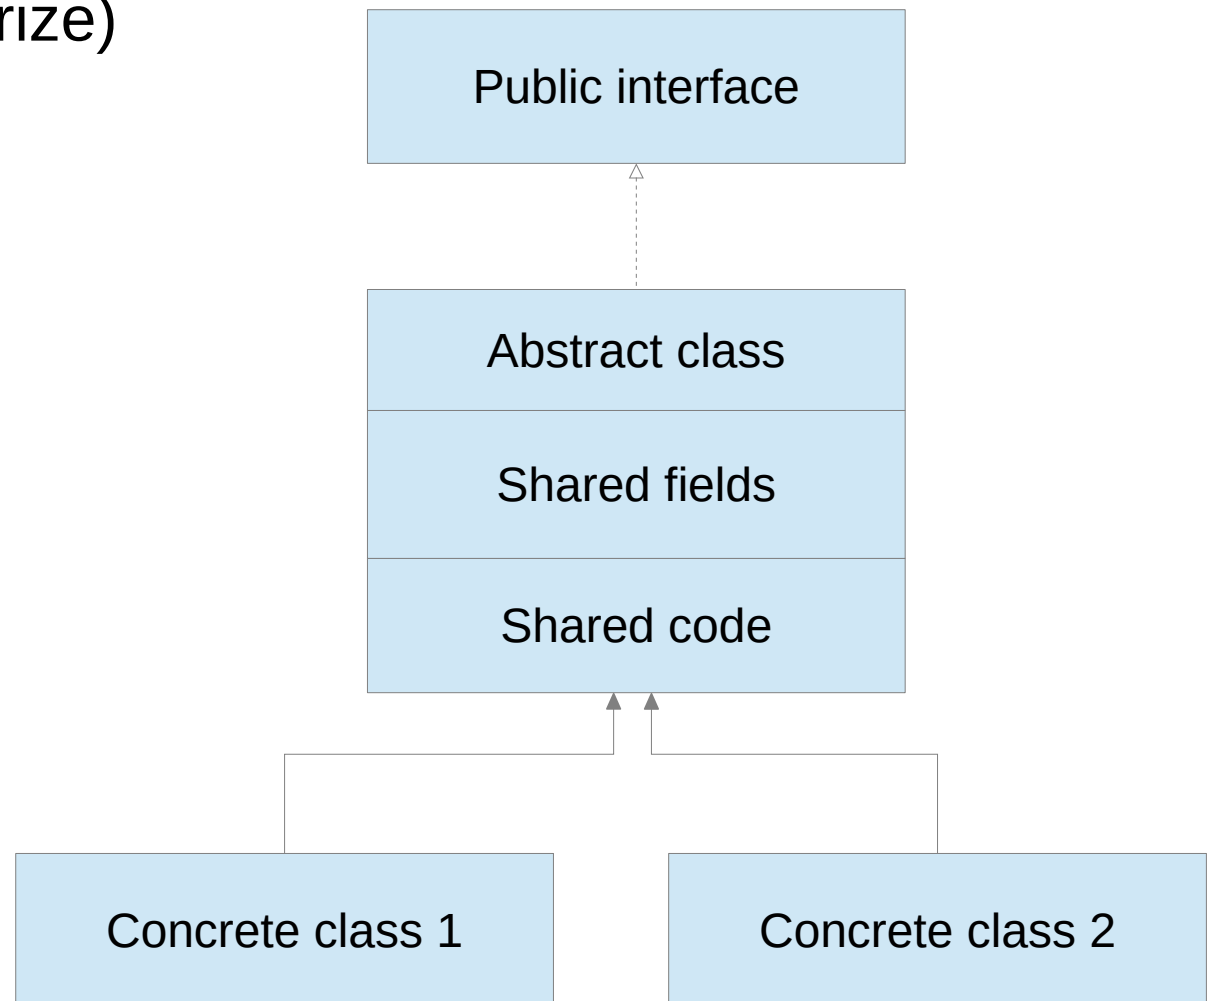 rize)
Public interface
Abstract class
Shared fields
Shared code
Concrete class 1
Concrete class 2